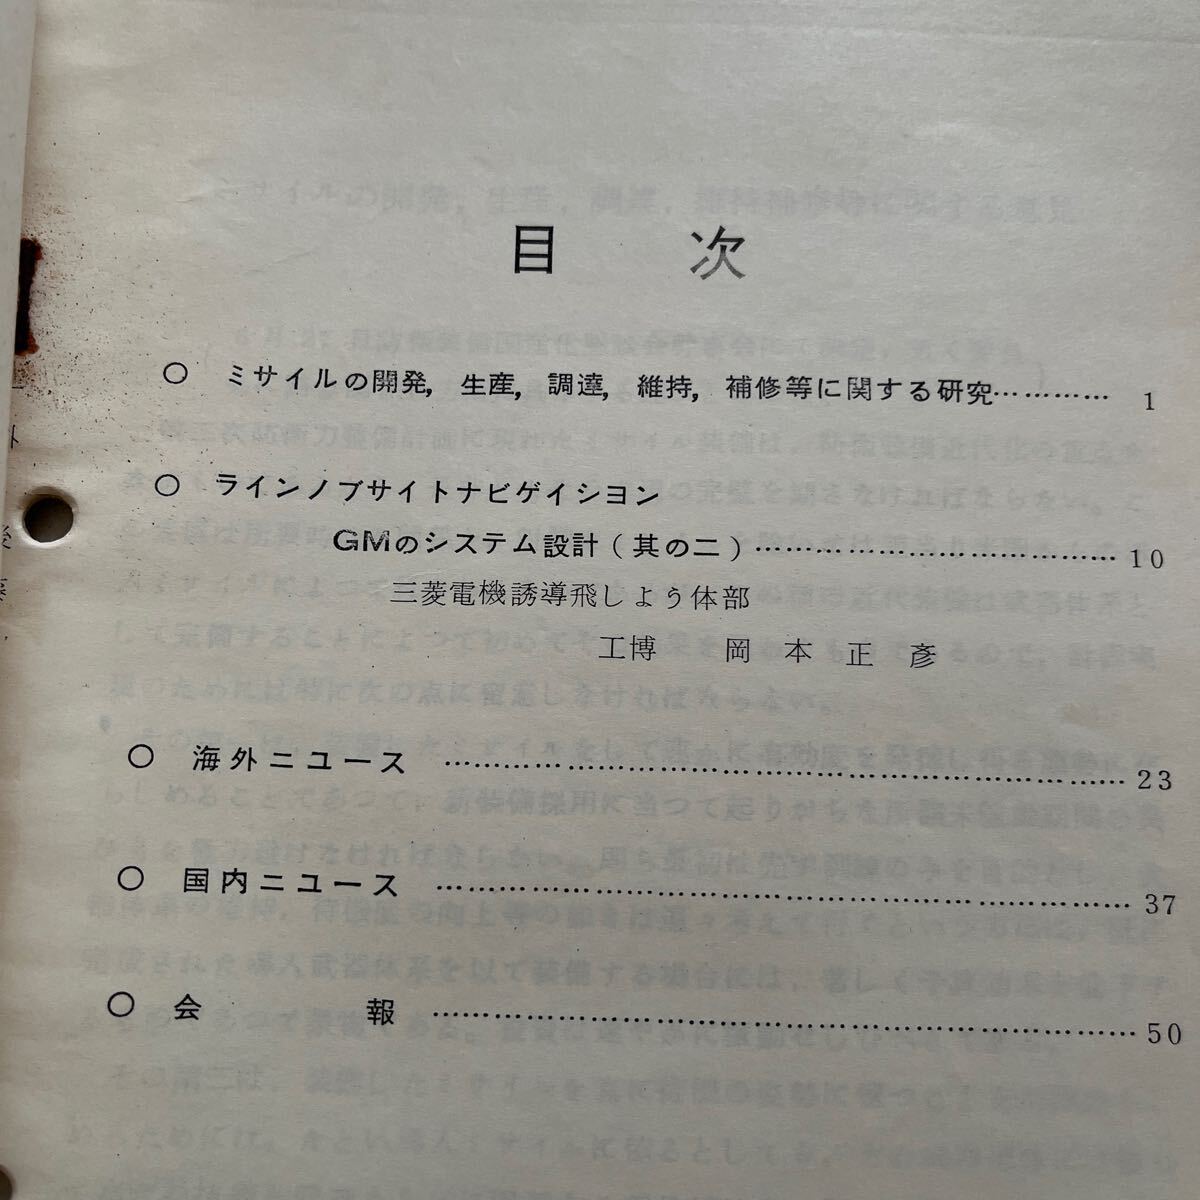 目次
○ ミサイルの開発，生産，調達，維持，補修等に関する研究………… 1
○ ラインノブサイトナビゲイシヨン
GMのシステム設計（其の二）……………………………… 10
三菱電機誘導飛しよう体部
工博 岡本正彦
○ 海外ニユース …………………………………………………………… 23
○ 国内ニユース …………………………………………………………… 37
○ 会報 ………………………………………………………………… 50